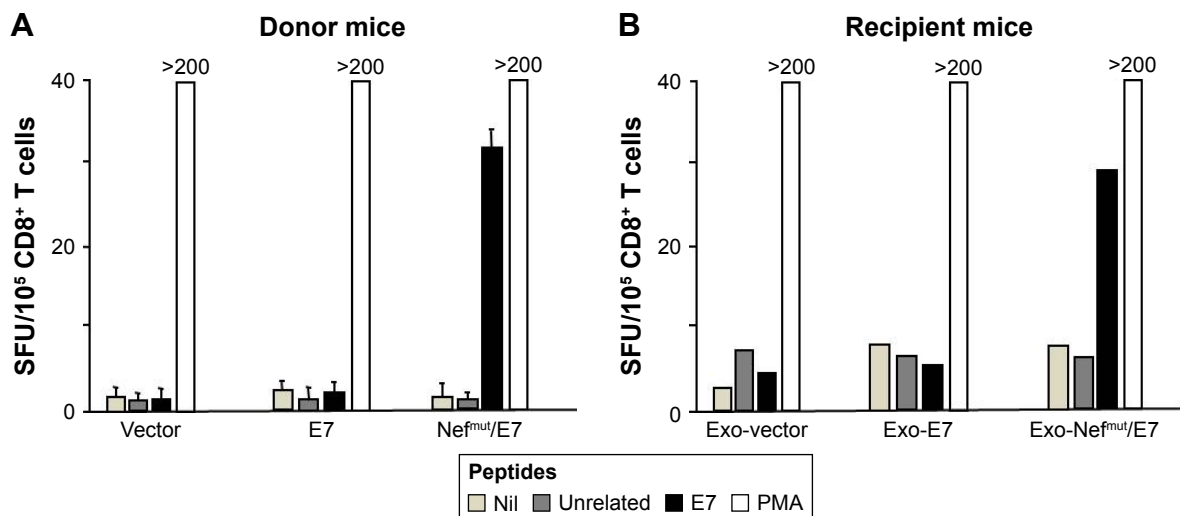 A
Donor mice
SFU/10⁵ CD8⁺ T cells
40
20
0
>200
>200
>200
Vector
E7
Nefᵐᵘᵗ/E7
B
Recipient mice
SFU/10⁵ CD8⁺ T cells
40
20
0
>200
>200
>200
Exo-vector
Exo-E7
Exo-Nefᵐᵘᵗ/E7
Peptides
Nil Unrelated E7 PMA